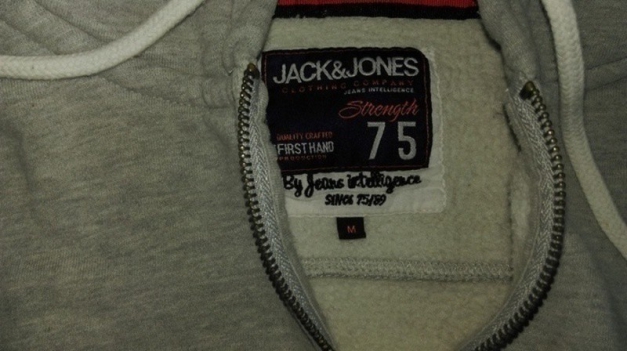 JACK&JONES
CLOTHING COMPANY
JEANS INTELLIGENCE
Strength
75
QUALITY CRAFTED
FIRST HAND
PRODUCTION
By Jeans intelligence
SINCE 75/89
M